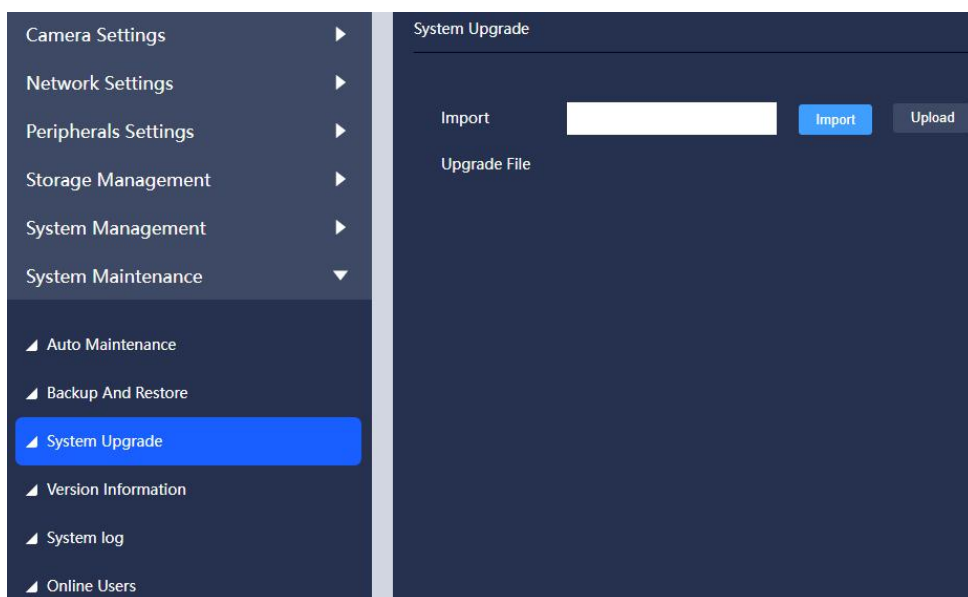 Camera Settings
Network Settings
Peripherals Settings
Storage Management
System Management
System Maintenance
Auto Maintenance
Backup And Restore
System Upgrade
Version Information
System log
Online Users
System Upgrade
Import Import Upload
Upgrade File